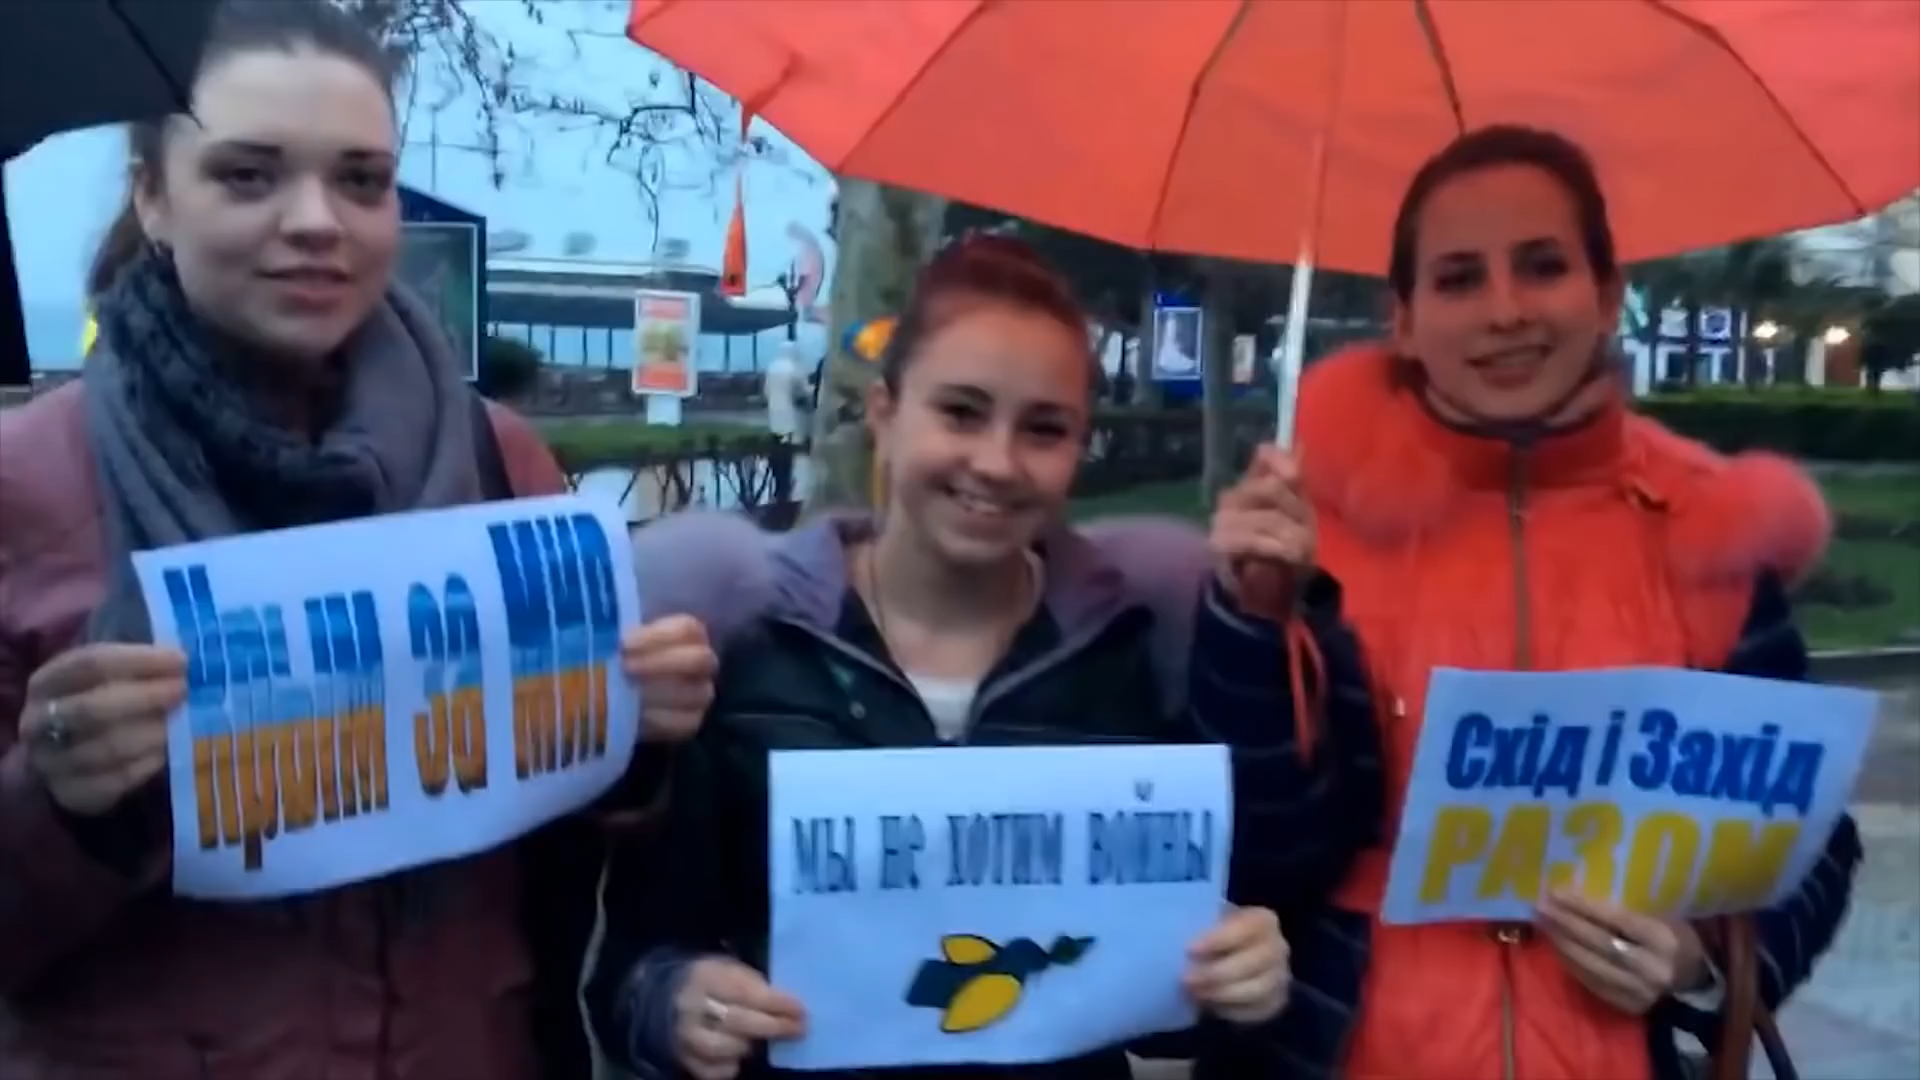 Крым за мир
мы не хотим войны
Схід і Захід
РАЗОМ